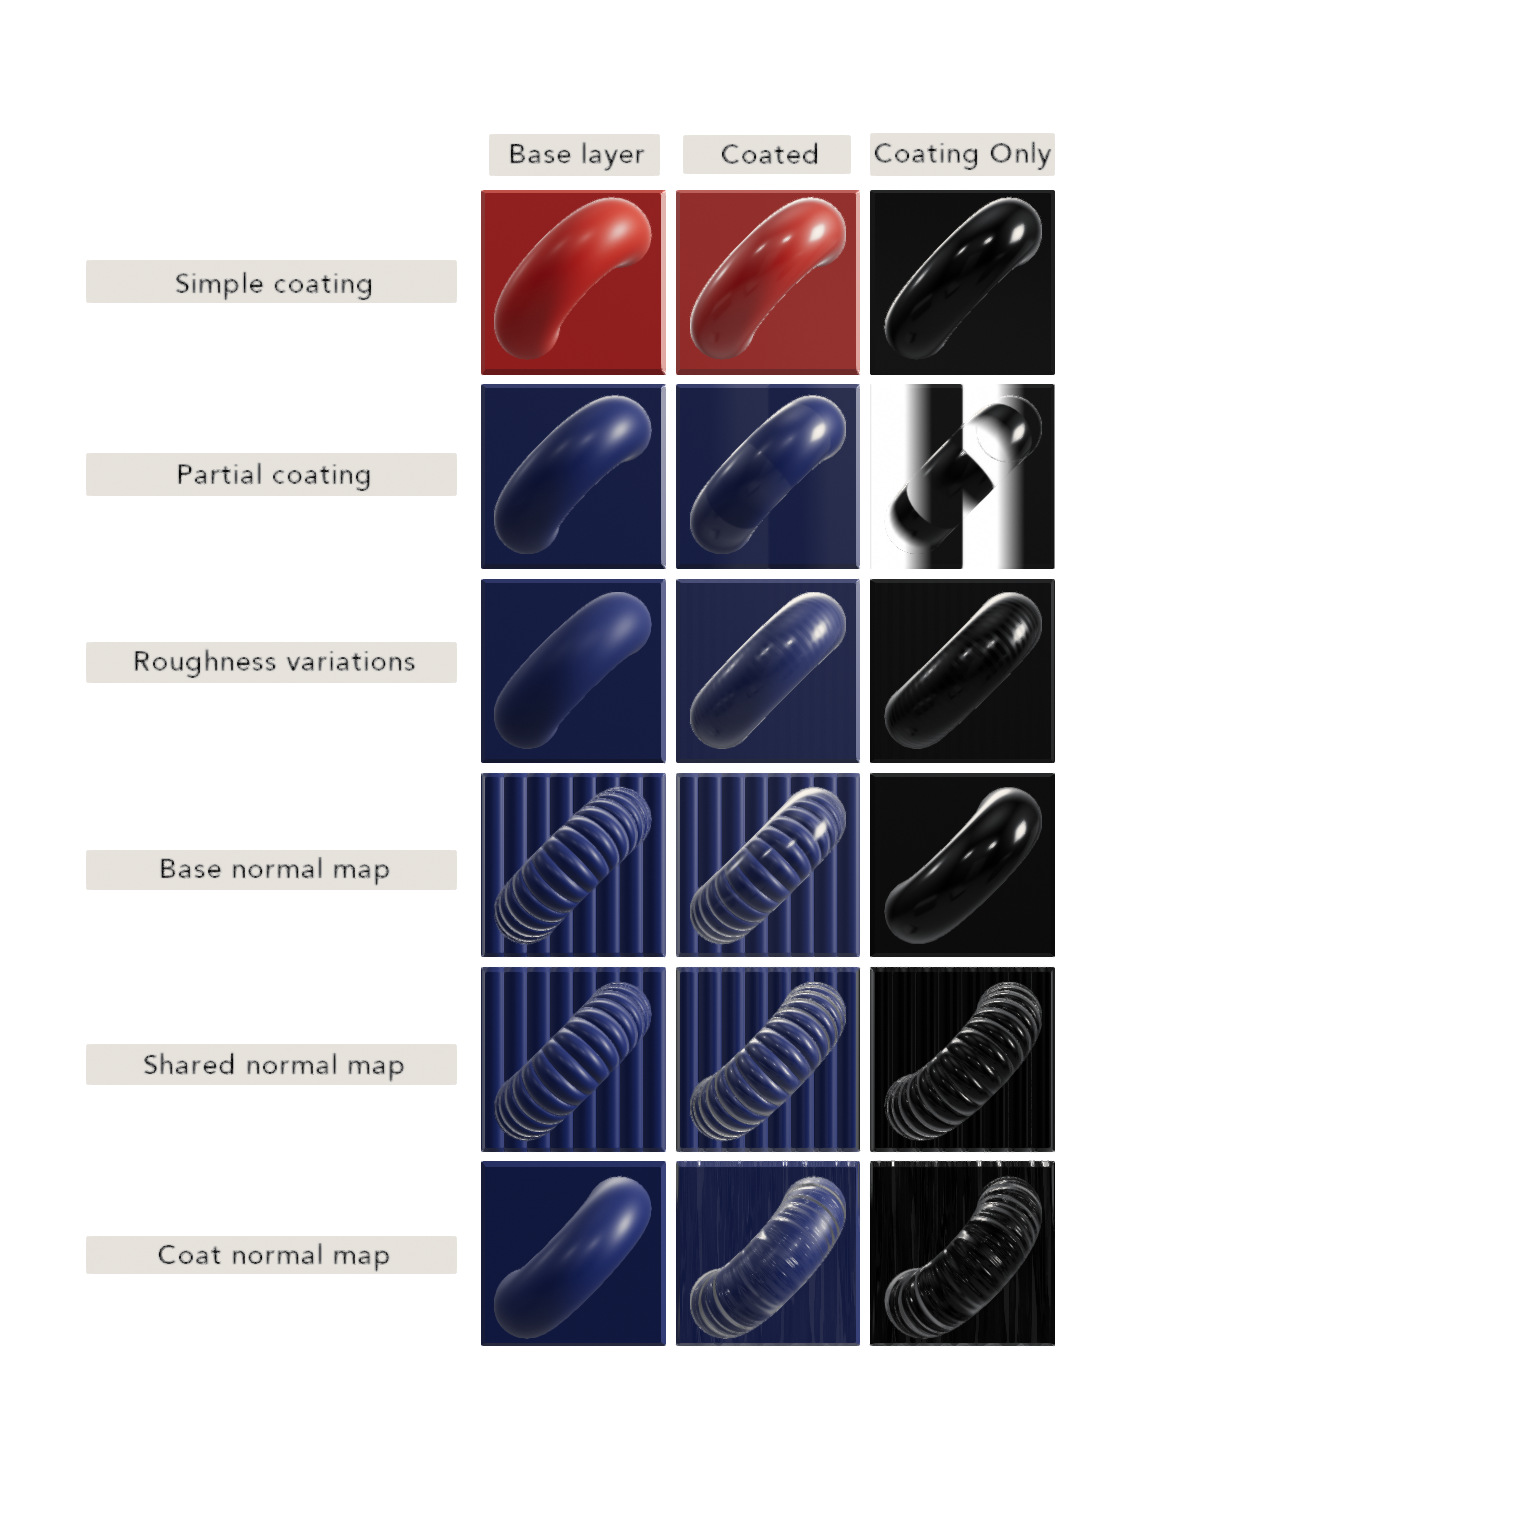 Base layer
Coated
Coating Only
Simple coating
Partial coating
Roughness variations
Base normal map
Shared normal map
Coat normal map